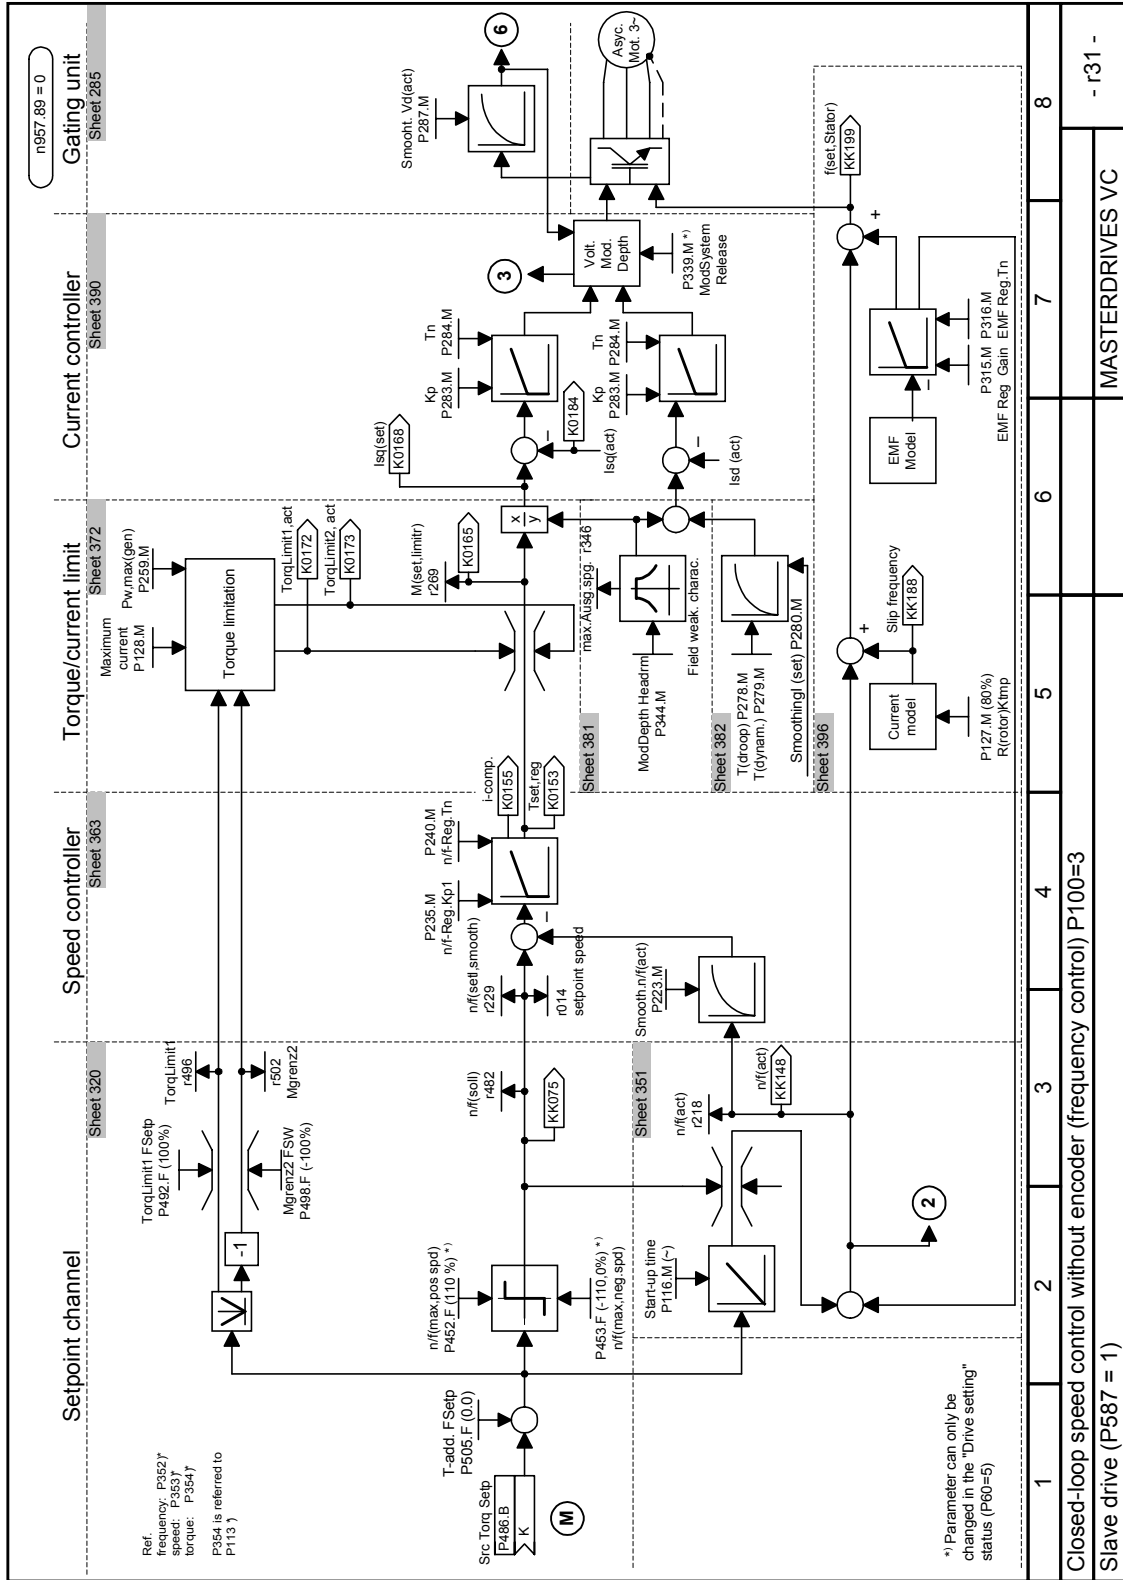 n957.89 = 0
Setpoint channel
Speed controller
Torque/current limit
Current controller
Gating unit
Sheet 320
Sheet 363
Sheet 372
Sheet 390
Sheet 285
Ref.
frequency: P352)*
speed: P353)*
torque: P354)*
P354 is referred to
P113 *)
TorqLimit1 FSetp
P492.F (100%)
TorqLimit1
r496
-1
Mgrenz2 FSW
P498.F (-100%)
r502
Mgrenz2
Maximum
current
P128.M
Pw,max(gen)
P259.M
Torque limitation
TorqLimit1,act
K0172
TorqLimit2, act
K0173
Smooht. Vd(act)
P287.M
6
Src Torq Setp
P486.B
K
M
T-add. FSetp
P505.F (0.0)
n/f(max,pos spd)
P452.F (110 %) *)
P453.F (-110,0%) *)
n/f(max,neg.spd)
n/f(soll)
r482
KK075
n/f(setl,smooth)
r229
r014
setpoint speed
P235.M
n/f-Reg.Kp1
P240.M
n/f-Reg.Tn
i-comp.
K0155
Tset,reg
K0153
M(set,limitr)
r269
K0165
x
y
Isq(set)
K0168
Isq(act)
K0184
Kp
P283.M
Tn
P284.M
3
Volt.
Mod.
Depth
P339.M *)
ModSystem
Release
Asyc.
Mot. 3~
Sheet 381
max.Ausg.spg. r346
ModDepth Headrm
P344.M
Field weak. charac.
Isd (act)
Kp
P283.M
Tn
P284.M
Sheet 382
T(droop) P278.M
T(dynam.) P279.M
Smoothingl (set) P280.M
Sheet 351
Start-up time
P116.M (~)
n/f(act)
r218
n/f(act)
KK148
Smooth.n/f(act)
P223.M
2
Sheet 396
Current
model
P127.M (80%)
R(rotor)Ktmp
Slip frequency
KK188
+
EMF
Model
P315.M
EMF Reg Gain
P316.M
EMF Reg.Tn
+
f(set,Stator)
KK199
*) Parameter can only be
changed in the "Drive setting"
status (P60=5)
1
2
3
4
5
6
7
8
Closed-loop speed control without encoder (frequency control) P100=3
Slave drive (P587 = 1)
MASTERDRIVES VC
- r31 -